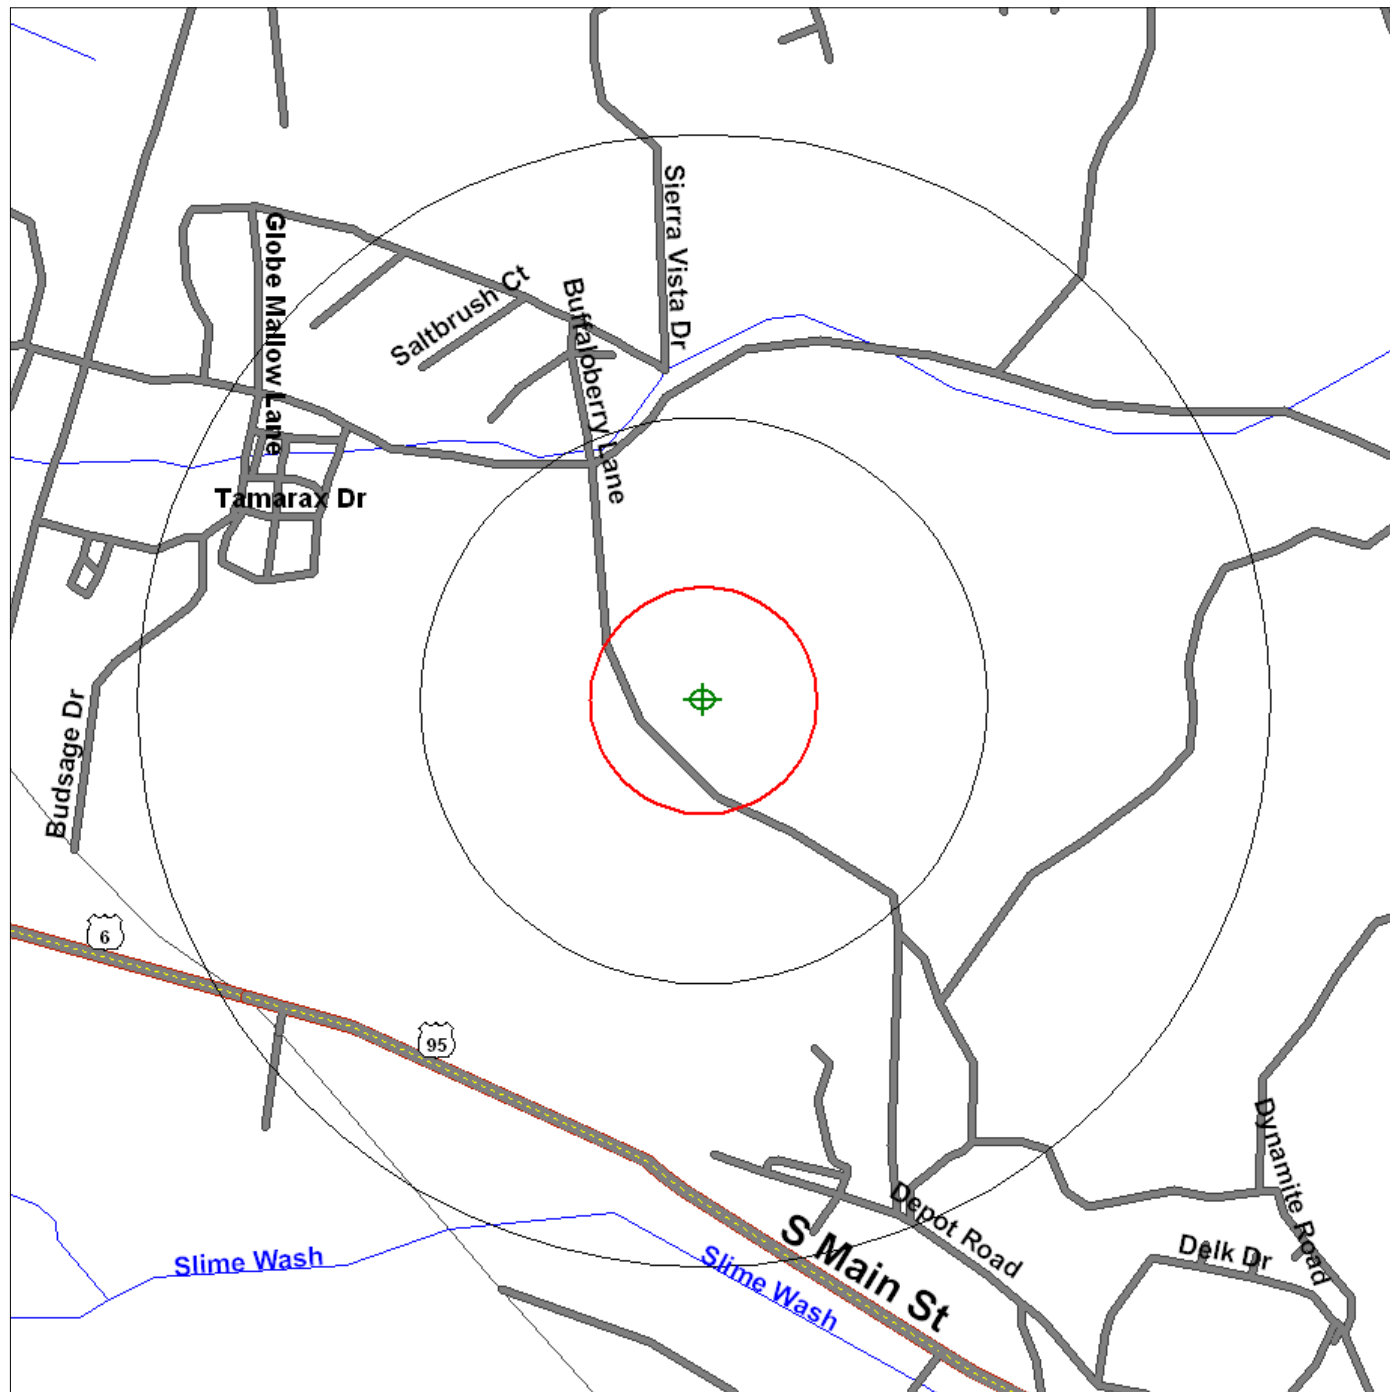 Sierra Vista Dr
Globe Mallow Lane
Saltbrush Ct
Buffaloberry Lane
Tamarax Dr
Budsage Dr
6
95
Dynamite Road
Depot Road
S Main St
Delk Dr
Slime Wash
Slime Wash